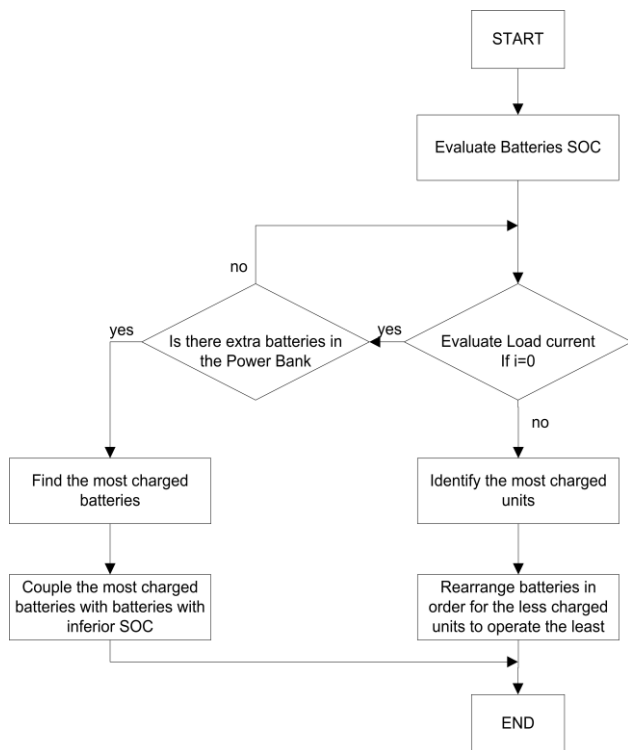 START
Evaluate Batteries SOC
no
yes
Is there extra batteries in
the Power Bank
yes
Evaluate Load current
If i=0
no
Find the most charged
batteries
Identify the most charged
units
Couple the most charged
batteries with batteries with
inferior SOC
Rearrange batteries in
order for the less charged
units to operate the least
END